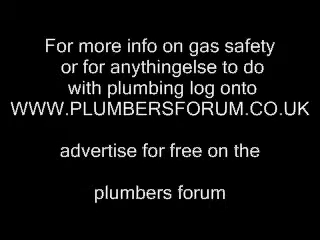 For more info on gas safety
or for anythingelse to do
with plumbing log onto
WWW.PLUMBERSFORUM.CO.UK
advertise for free on the
plumbers forum